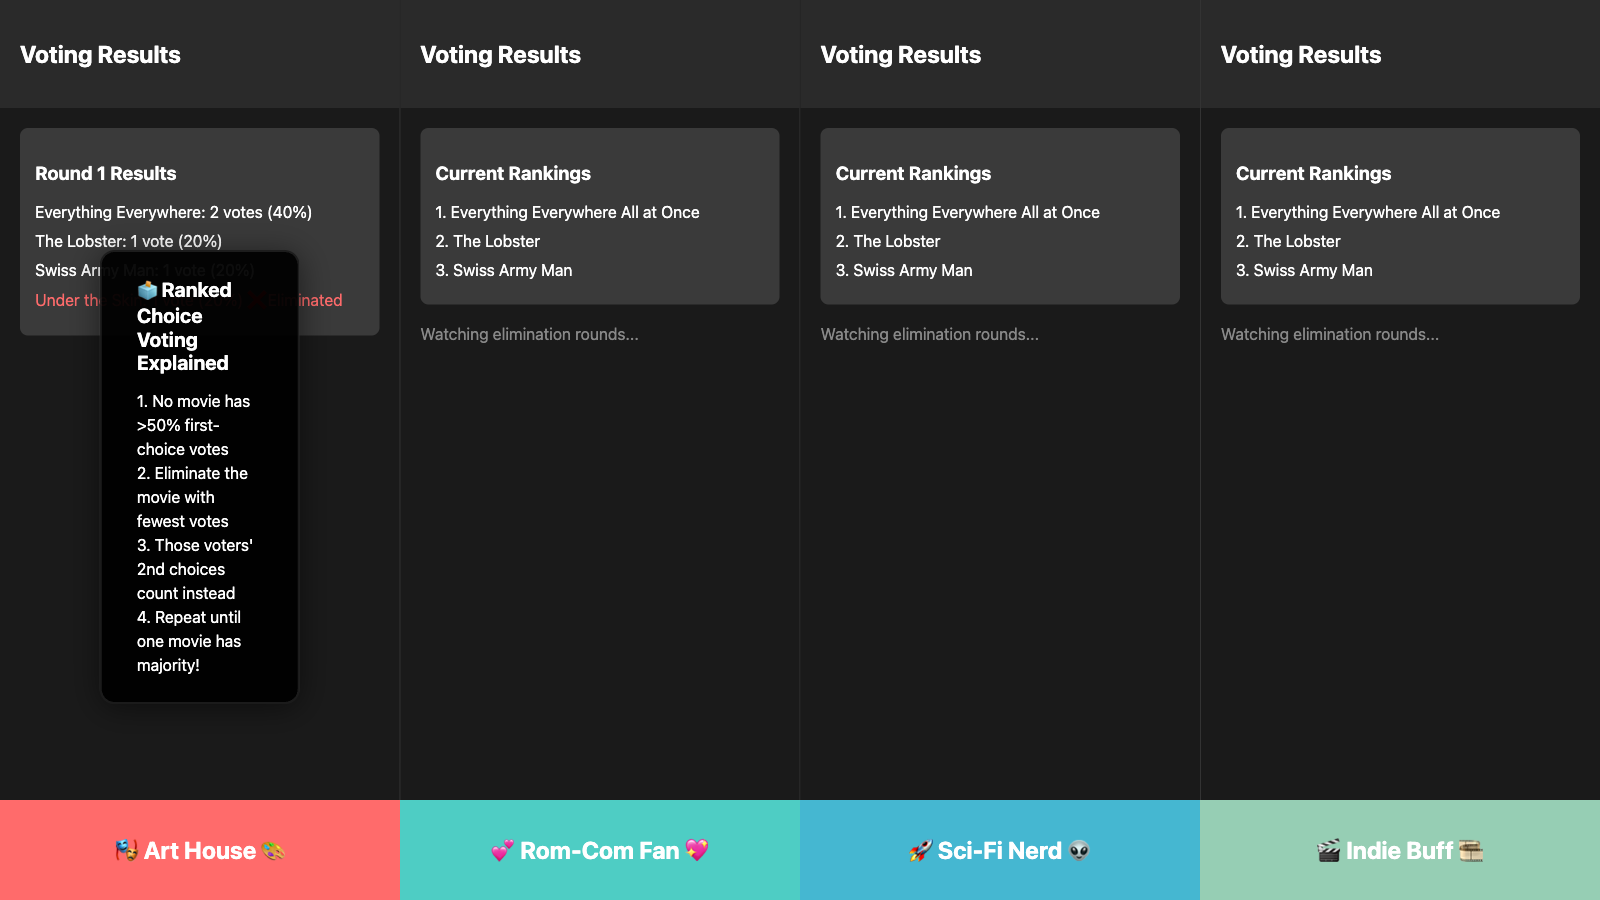 Voting Results
Round 1 Results
Everything Everywhere: 2 votes (40%)
The Lobster: 1 vote (20%)
Swiss Army Man: 1 vote (20%)
Under the Eliminated
🗳️ Ranked
Choice
Voting
Explained
1. No movie has
>50% first-
choice votes
2. Eliminate the
movie with
fewest votes
3. Those voters'
2nd choices
count instead
4. Repeat until
one movie has
majority!
🎭 Art House 🎨
Voting Results
Current Rankings
1. Everything Everywhere All at Once
2. The Lobster
3. Swiss Army Man
Watching elimination rounds...
💕 Rom-Com Fan 💖
Voting Results
Current Rankings
1. Everything Everywhere All at Once
2. The Lobster
3. Swiss Army Man
Watching elimination rounds...
🚀 Sci-Fi Nerd 👽
Voting Results
Current Rankings
1. Everything Everywhere All at Once
2. The Lobster
3. Swiss Army Man
Watching elimination rounds...
🎬 Indie Buff